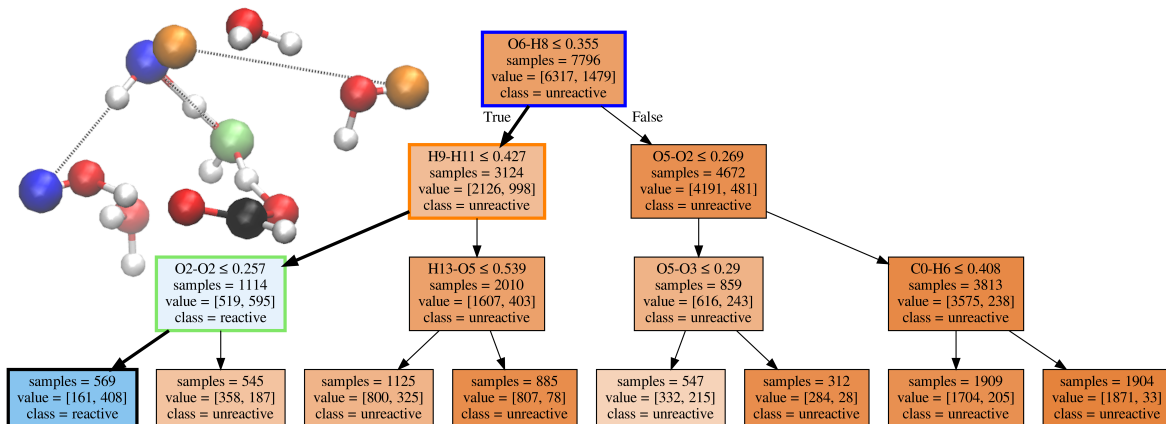 O6-H8 ≤ 0.355
samples = 7796
value = [6317, 1479]
class = unreactive
True
False
H9-H11 ≤ 0.427
samples = 3124
value = [2126, 998]
class = unreactive
O5-O2 ≤ 0.269
samples = 4672
value = [4191, 481]
class = unreactive
O2-O2 ≤ 0.257
samples = 1114
value = [519, 595]
class = reactive
H13-O5 ≤ 0.539
samples = 2010
value = [1607, 403]
class = unreactive
O5-O3 ≤ 0.29
samples = 859
value = [616, 243]
class = unreactive
C0-H6 ≤ 0.408
samples = 3813
value = [3575, 238]
class = unreactive
samples = 569
value = [161, 408]
class = reactive
samples = 545
value = [358, 187]
class = unreactive
samples = 1125
value = [800, 325]
class = unreactive
samples = 885
value = [807, 78]
class = unreactive
samples = 547
value = [332, 215]
class = unreactive
samples = 312
value = [284, 28]
class = unreactive
samples = 1909
value = [1704, 205]
class = unreactive
samples = 1904
value = [1871, 33]
class = unreactive